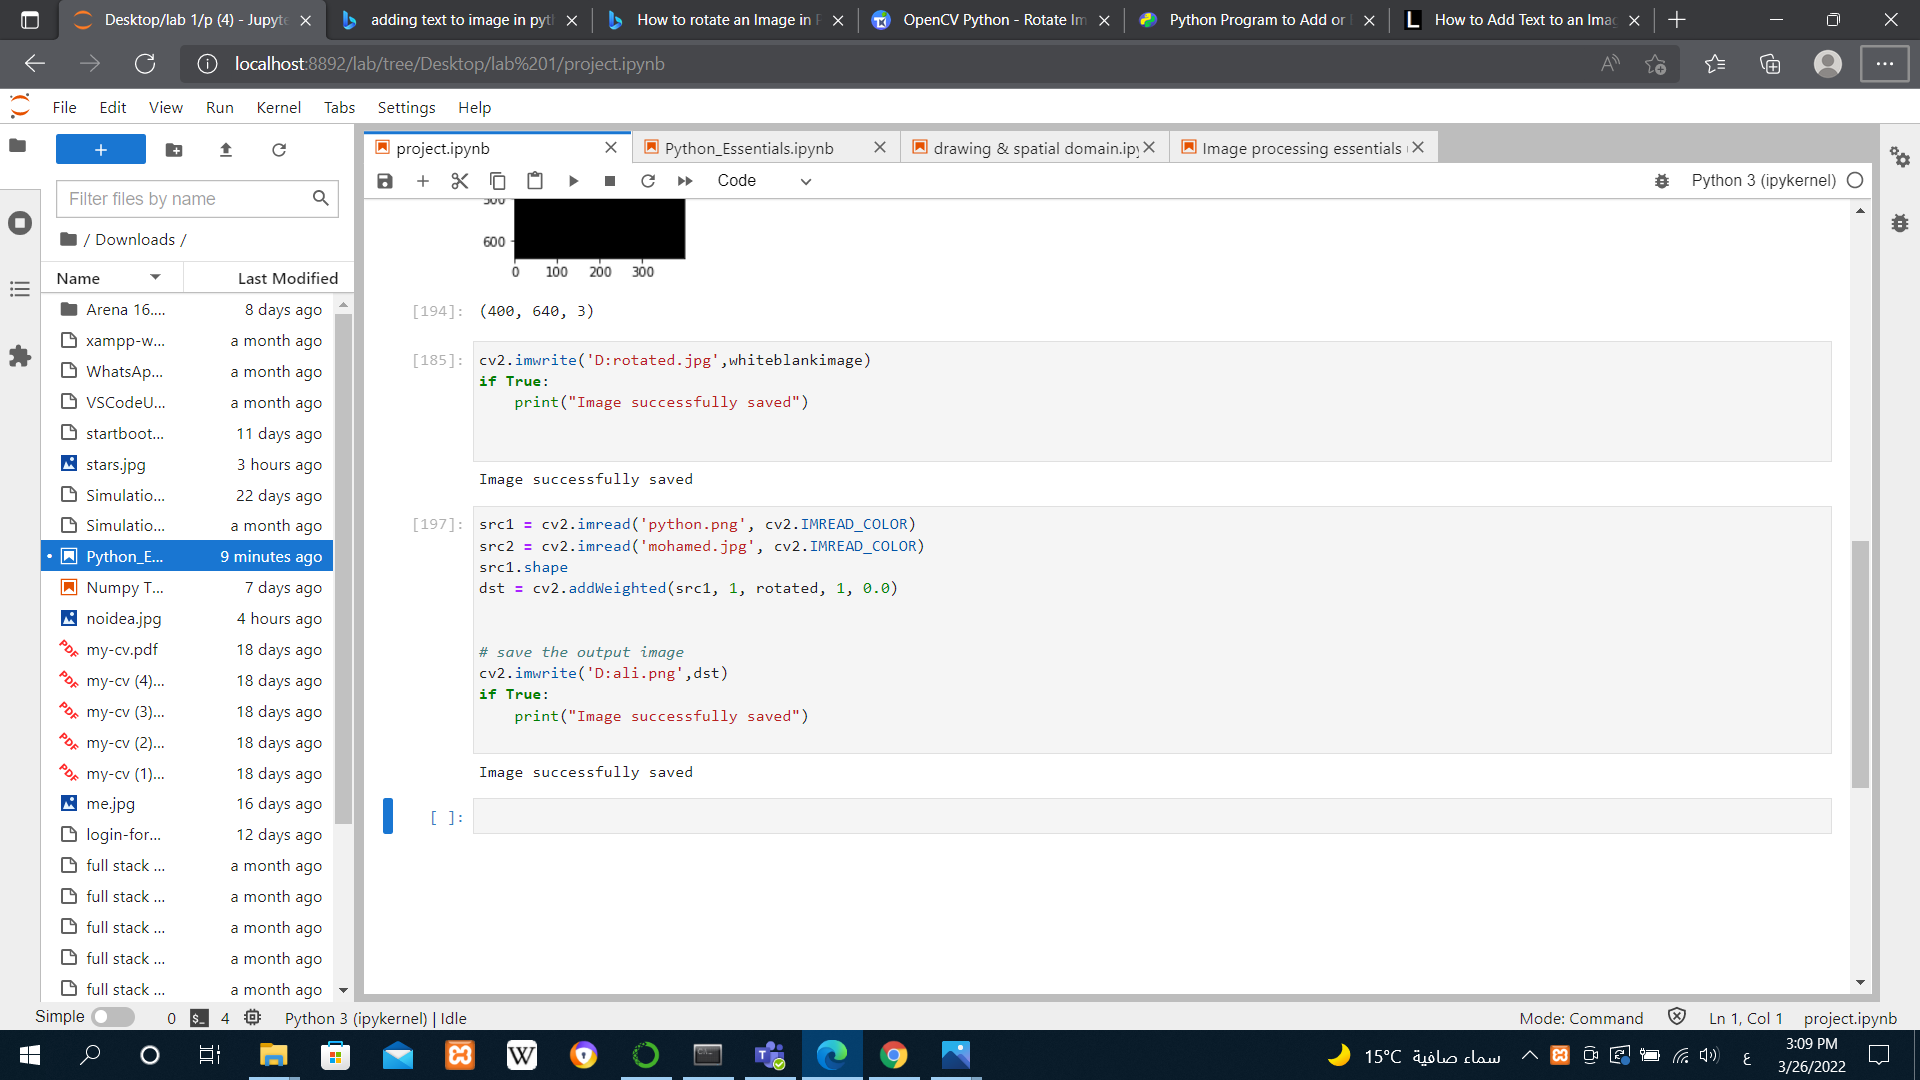 Desktop/lab 1/p (4) - Jupyte
adding text to image in pyth
How to rotate an Image in P
OpenCV Python - Rotate Im
Python Program to Add or
How to Add Text to an Imag
localhost:8892/lab/tree/Desktop/lab%201/project.ipynb
File Edit View Run Kernel Tabs Settings Help
project.ipynb
Python_Essentials.ipynb
drawing & spatial domain.ipy
Image processing essentials
Code
Python 3 (ipykernel)
Filter files by name
/ Downloads /
Name Last Modified
Arena 16.... 8 days ago
xampp-w... a month ago
WhatsAp... a month ago
VSCodeU... a month ago
startboot... 11 days ago
stars.jpg 3 hours ago
Simulatio... 22 days ago
Simulatio... a month ago
Python_E... 9 minutes ago
Numpy T... 7 days ago
noidea.jpg 4 hours ago
my-cv.pdf 18 days ago
my-cv (4)... 18 days ago
my-cv (3)... 18 days ago
my-cv (2)... 18 days ago
my-cv (1)... 18 days ago
me.jpg 16 days ago
login-for... 12 days ago
full stack ... a month ago
full stack ... a month ago
full stack ... a month ago
full stack ... a month ago
full stack ... a month ago
500
600
0 100 200 300
[194]: (400, 640, 3)
[185]: cv2.imwrite('D:rotated.jpg',whiteblankimage)
if True:
    print("Image successfully saved")
Image successfully saved
[197]: src1 = cv2.imread('python.png', cv2.IMREAD_COLOR)
src2 = cv2.imread('mohamed.jpg', cv2.IMREAD_COLOR)
src1.shape
dst = cv2.addWeighted(src1, 1, rotated, 1, 0.0)
# save the output image
cv2.imwrite('D:ali.png',dst)
if True:
    print("Image successfully saved")
Image successfully saved
[ ]:
Simple 0 4 Python 3 (ipykernel) | Idle
Mode: Command Ln 1, Col 1 project.ipynb
15°C سماء صافية
ع
3:09 PM
3/26/2022